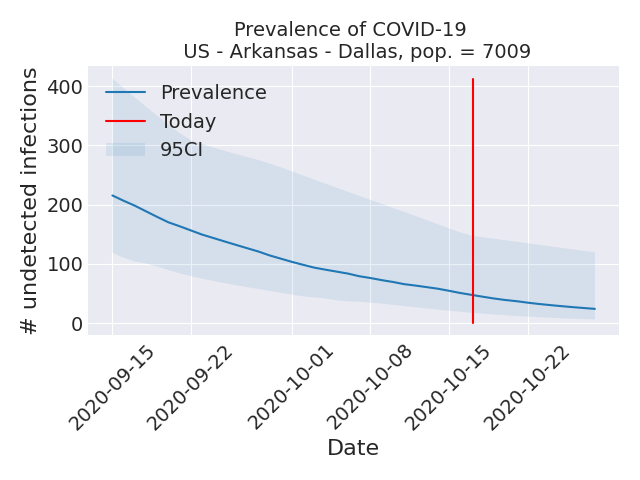 Prevalence of COVID-19
US - Arkansas - Dallas, pop. = 7009
# undetected infections
400
300
200
100
0
Prevalence
Today
95CI
2020-09-15
2020-09-22
2020-10-01
2020-10-08
2020-10-15
2020-10-22
Date